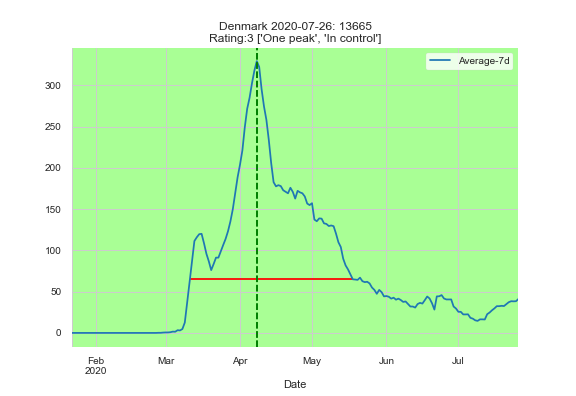 Denmark 2020-07-26: 13665
Rating:3 ['One peak', 'In control']
Average-7d
300
250
200
150
100
50
0
Feb Mar Apr May Jun Jul
2020
Date